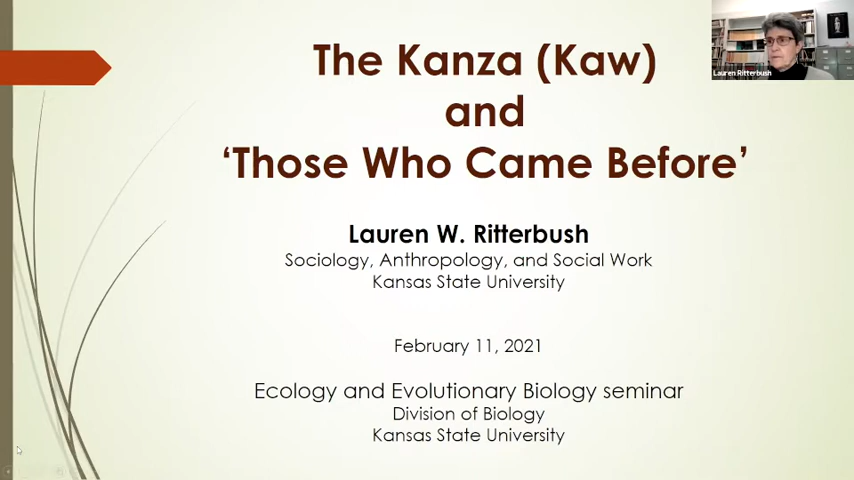 The Kanza (Kaw)
and
‘Those Who Came Before’
Lauren W. Ritterbush
Sociology, Anthropology, and Social Work
Kansas State University
February 11, 2021
Ecology and Evolutionary Biology seminar
Division of Biology
Kansas State University
Lauren Ritterbush